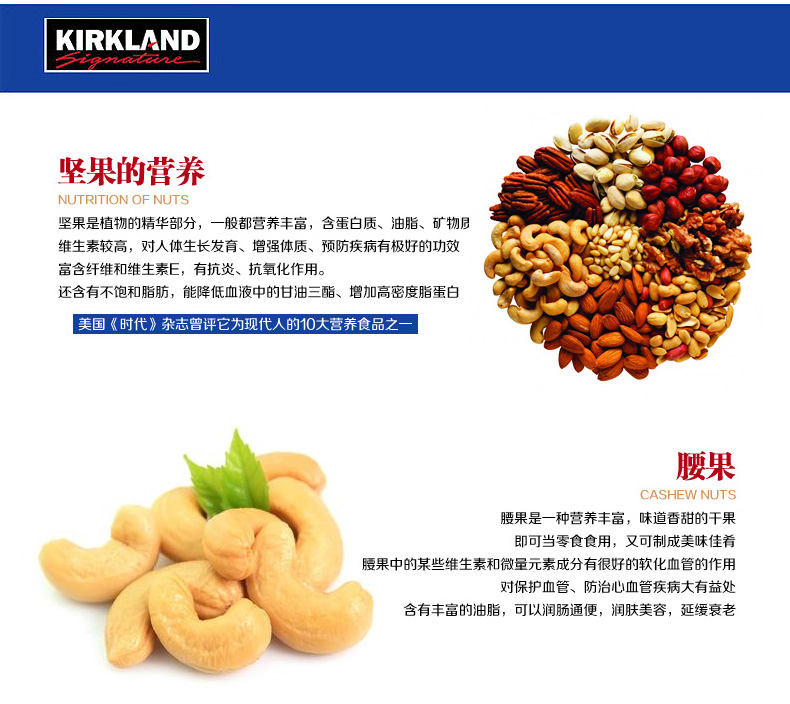 KIRKLAND
Signature
坚果的营养
NUTRITION OF NUTS
坚果是植物的精华部分，一般都营养丰富，含蛋白质、油脂、矿物质
维生素较高，对人体生长发育、增强体质、预防疾病有极好的功效
富含纤维和维生素E，有抗炎、抗氧化作用。
还含有不饱和脂肪，能降低血液中的甘油三酯、增加高密度脂蛋白
美国《时代》杂志曾评它为现代人的10大营养食品之一
腰果
CASHEW NUTS
腰果是一种营养丰富，味道香甜的干果
即可当零食食用，又可制成美味佳肴
腰果中的某些维生素和微量元素成分有很好的软化血管的作用
对保护血管、防治心血管疾病大有益处
含有丰富的油脂，可以润肠通便，润肤美容，延缓衰老